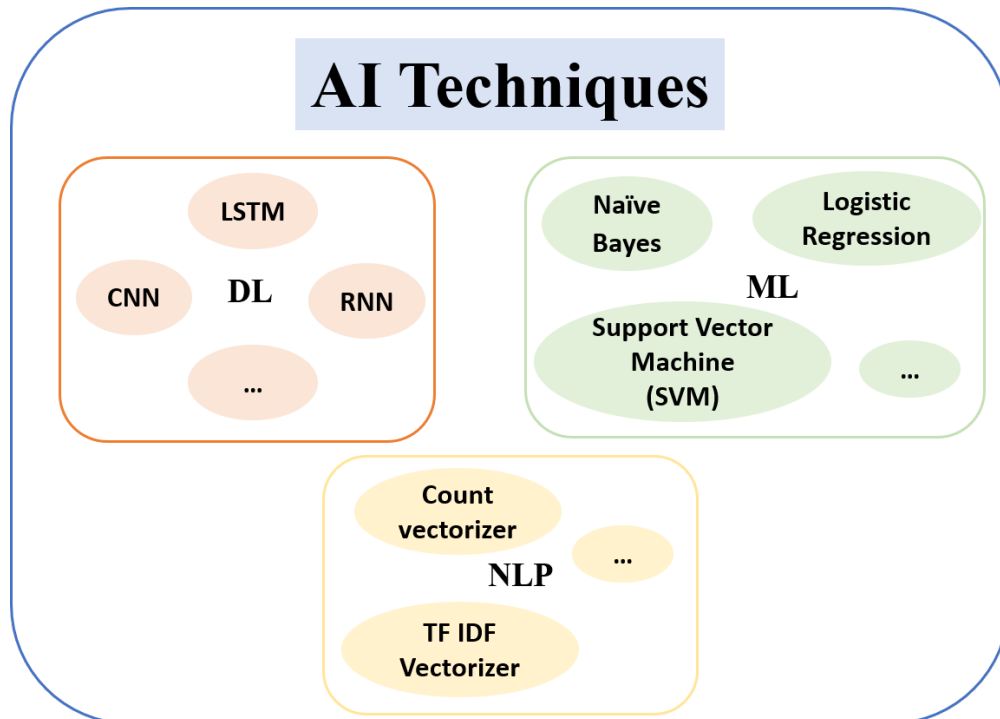 AI Techniques
LSTM
CNN
DL
RNN
...
Naïve
Bayes
Logistic
Regression
ML
Support Vector
Machine
(SVM)
...
Count
vectorizer
...
NLP
TF IDF
Vectorizer